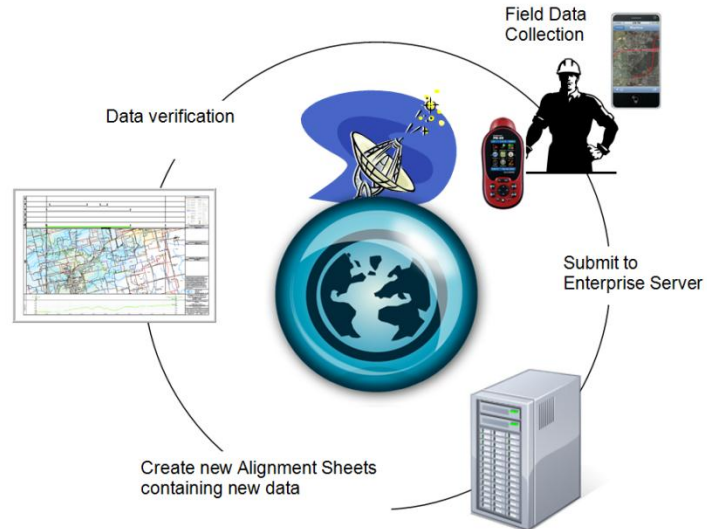 Field Data
Collection
Data verification
Submit to
Enterprise Server
Create new Alignment Sheets
containing new data